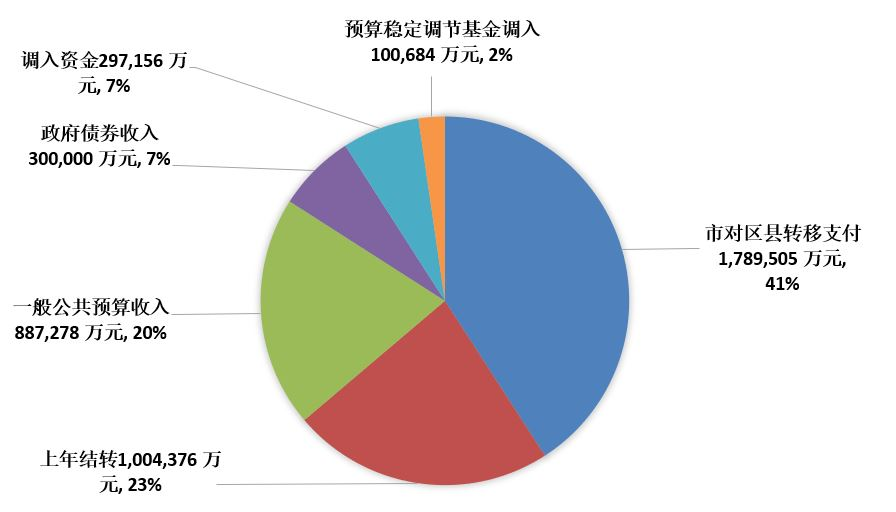 预算稳定调节基金调入
100,684 万元, 2%
调入资金297,156 万
元, 7%
政府债券收入
300,000 万元, 7%
市对区县转移支付
1,789,505 万元,
41%
一般公共预算收入
887,278 万元, 20%
上年结转1,004,376 万
元, 23%